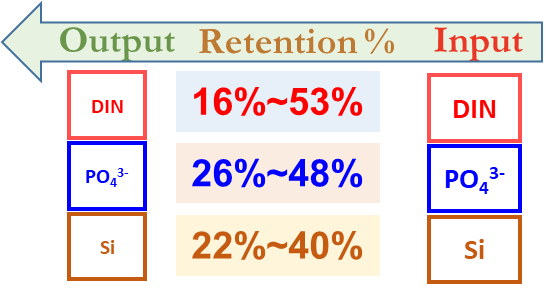 Output Retention % Input
DIN 16%~53% DIN
PO₄³⁻ 26%~48% PO₄³⁻
Si 22%~40% Si